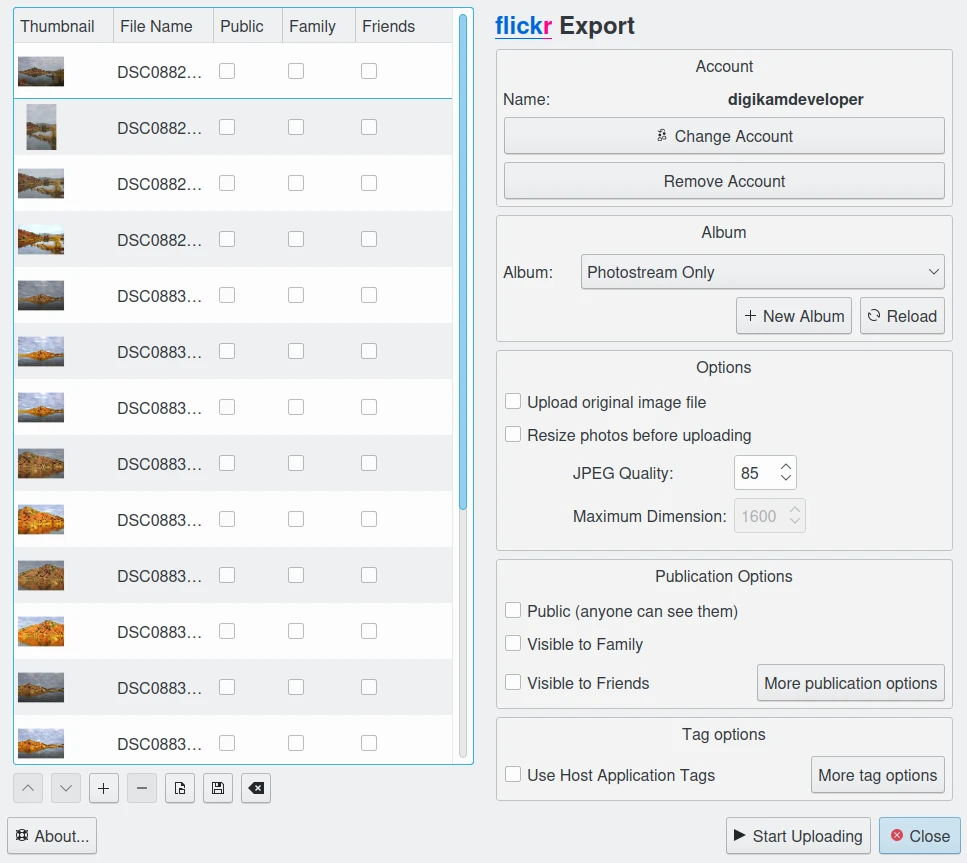 Thumbnail File Name Public Family Friends
DSC0882...
DSC0882...
DSC0882...
DSC0882...
DSC0883...
DSC0883...
DSC0883...
DSC0883...
DSC0883...
DSC0883...
DSC0883...
DSC0883...
DSC0883...
About...
flickr Export
Account
Name: digikamdeveloper
Change Account
Remove Account
Album
Album: Photostream Only
New Album Reload
Options
Upload original image file
Resize photos before uploading
JPEG Quality: 85
Maximum Dimension: 1600
Publication Options
Public (anyone can see them)
Visible to Family
Visible to Friends More publication options
Tag options
Use Host Application Tags More tag options
Start Uploading Close